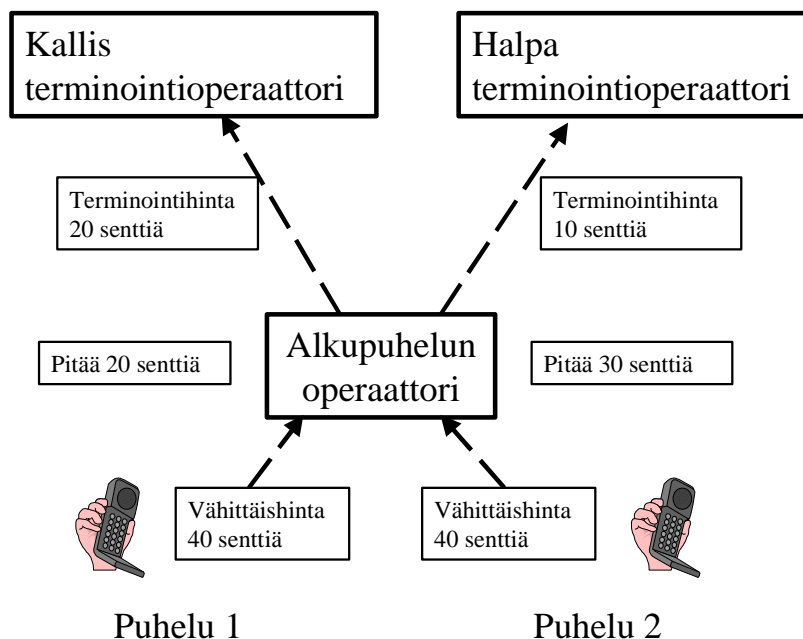 Kallis
terminointioperaattori
Halpa
terminointioperaattori
Terminointihinta
20 senttiä
Terminointihinta
10 senttiä
Pitää 20 senttiä
Alkupuhelun
operaattori
Pitää 30 senttiä
Vähittäishinta
40 senttiä
Vähittäishinta
40 senttiä
Puhelu 1
Puhelu 2